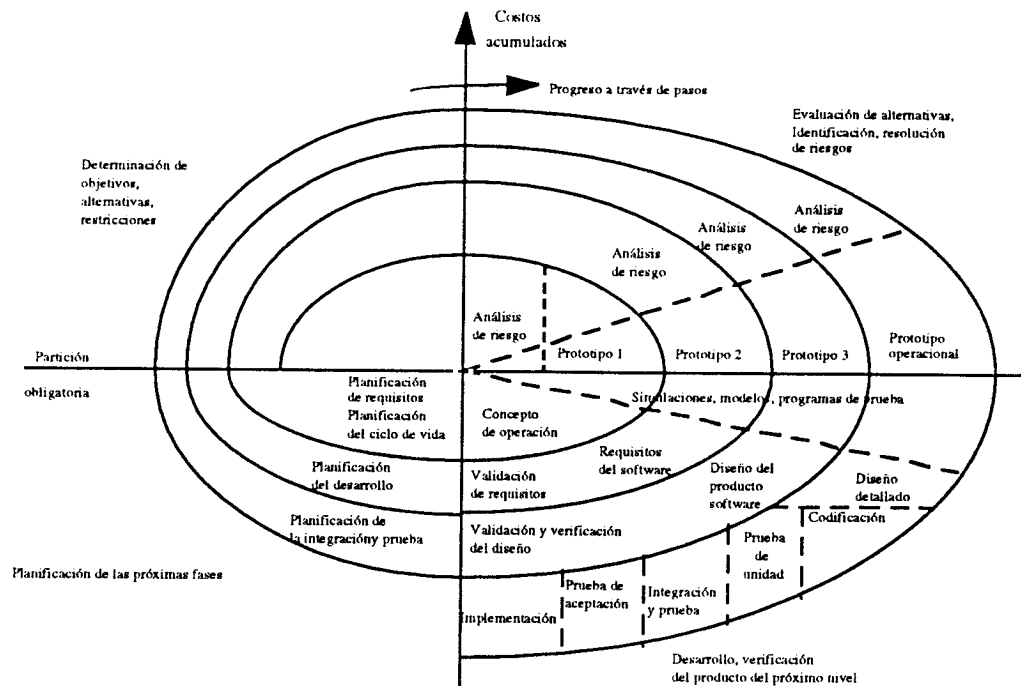 Costos
acumulados
Progreso a través de pasos
Evaluación de alternativas,
Identificación, resolución
de riesgos
Determinación de
objetivos,
alternativas,
restricciones
Análisis
de riesgo
Análisis
de riesgo
Análisis
de riesgo
Análisis
de riesgo
Partición
obligatoria
Prototipo 1
Prototipo 2
Prototipo 3
Prototipo
operacional
Simulaciones, modelos, programas de prueba
Planificación
de requisitos
Planificación
del ciclo de vida
Concepto
de operación
Planificación
del desarrollo
Validación
de requisitos
Requisitos
del software
Diseño del
producto
software
Diseño
detallado
Planificación de
la integracióny prueba
Validación y verificación
del diseño
Codificación
Prueba
de
unidad
Planificación de las próximas fases
Integración
y prueba
Prueba de
aceptación
Implementación
Desarrollo, verificación
del producto del próximo nivel